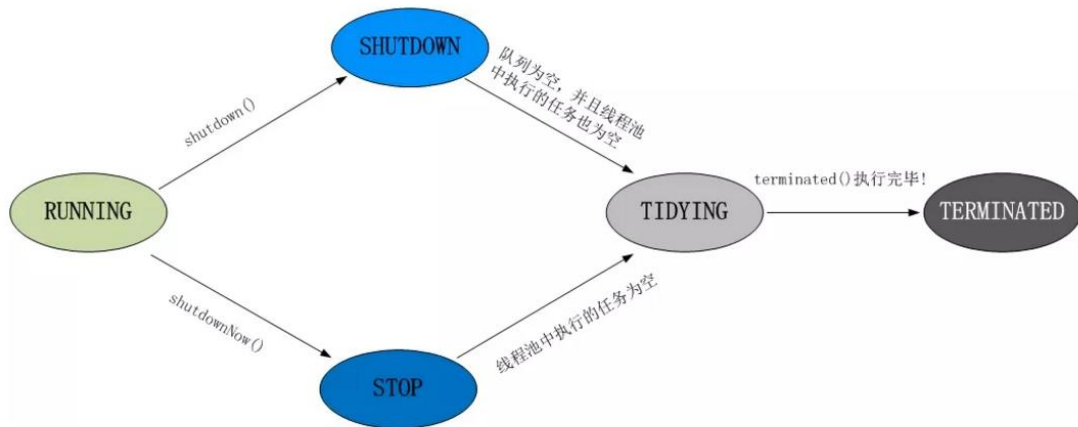 SHUTDOWN
队列为空，并且线程池
中执行的任务也为空
shutdown()
RUNNING
TIDYING
terminated()执行完毕!
TERMINATED
shutdownNow()
线程池中执行的任务为空
STOP